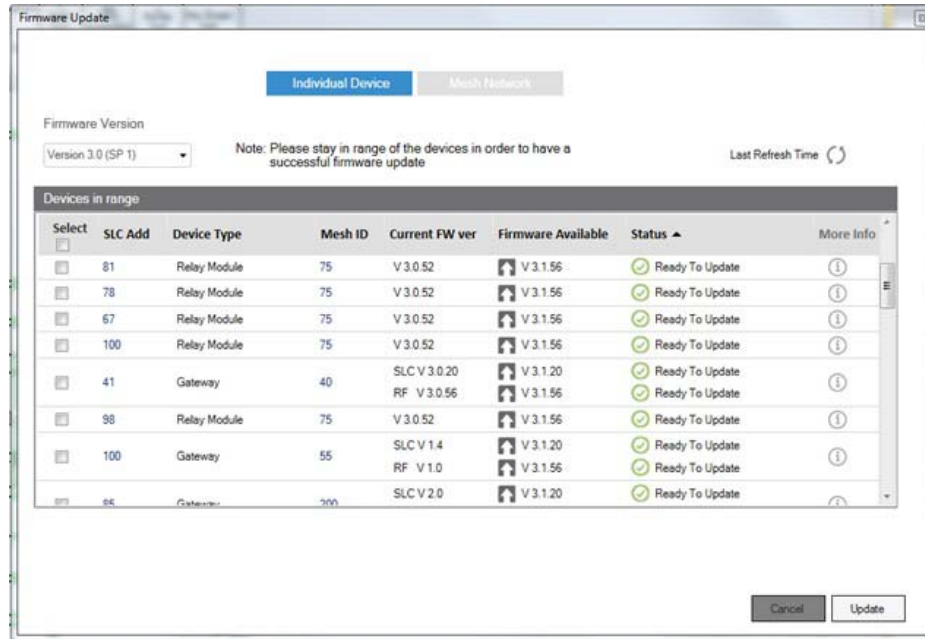 Firmware Update
Individual Device Mesh Network
Firmware Version
Version 3.0 (SP 1)
Note: Please stay in range of the devices in order to have a
successful firmware update
Last Refresh Time
Devices in range
Select SLC Add Device Type Mesh ID Current FW ver Firmware Available Status More Info
81 Relay Module 75 V 3.0.52 V 3.1.56 Ready To Update
78 Relay Module 75 V 3.0.52 V 3.1.56 Ready To Update
67 Relay Module 75 V 3.0.52 V 3.1.56 Ready To Update
100 Relay Module 75 V 3.0.52 V 3.1.56 Ready To Update
SLC V 3.0.20 V 3.1.20 Ready To Update
41 Gateway 40
RF V 3.0.56 V 3.1.56 Ready To Update
98 Relay Module 75 V 3.0.52 V 3.1.56 Ready To Update
SLC V 1.4 V 3.1.20 Ready To Update
100 Gateway 55
RF V 1.0 V 3.1.56 Ready To Update
SLC V 2.0 V 3.1.20 Ready To Update
Gateway 200
Cancel Update